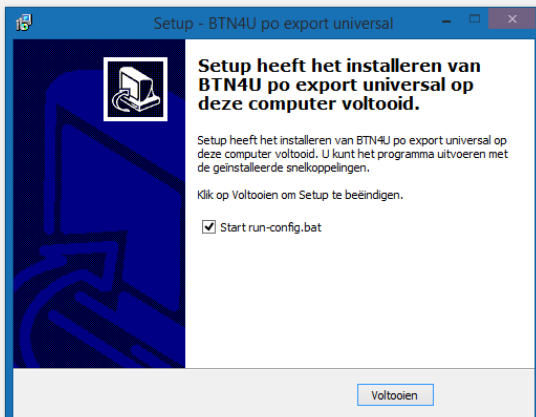 Setup - BTN4U po export universal
Setup heeft het installeren van
BTN4U po export universal op
deze computer voltooid.
Setup heeft het installeren van BTN4U po export universal op
deze computer voltooid. U kunt het programma uitvoeren met
de geïnstalleerde snelkoppelingen.
Klik op Voltooien om Setup te beëindigen.
Start run-config.bat
Voltooien